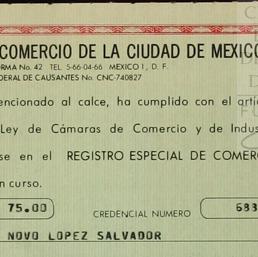 COMERCIO DE LA CIUDAD DE MEXICO
ORMA No. 42 TEL. 5-66-04-66 MEXICO 1, D. F.
DERAL DE CAUSANTES No. CNC-740827
encionado al calce, ha cumplido con el artí
Ley de Cámaras de Comercio y de Indus
se en el REGISTRO ESPECIAL DE COMER
n curso.
75.00
CREDENCIAL NUMERO 683
NOVO LOPEZ SALVADOR